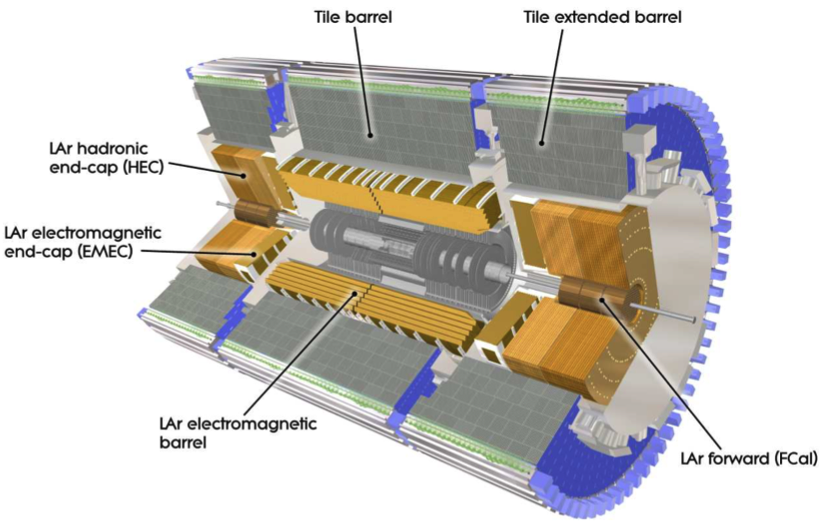 Tile barrel
Tile extended barrel
LAr hadronic
end-cap (HEC)
LAr electromagnetic
end-cap (EMEC)
LAr electromagnetic
barrel
LAr forward (FCal)